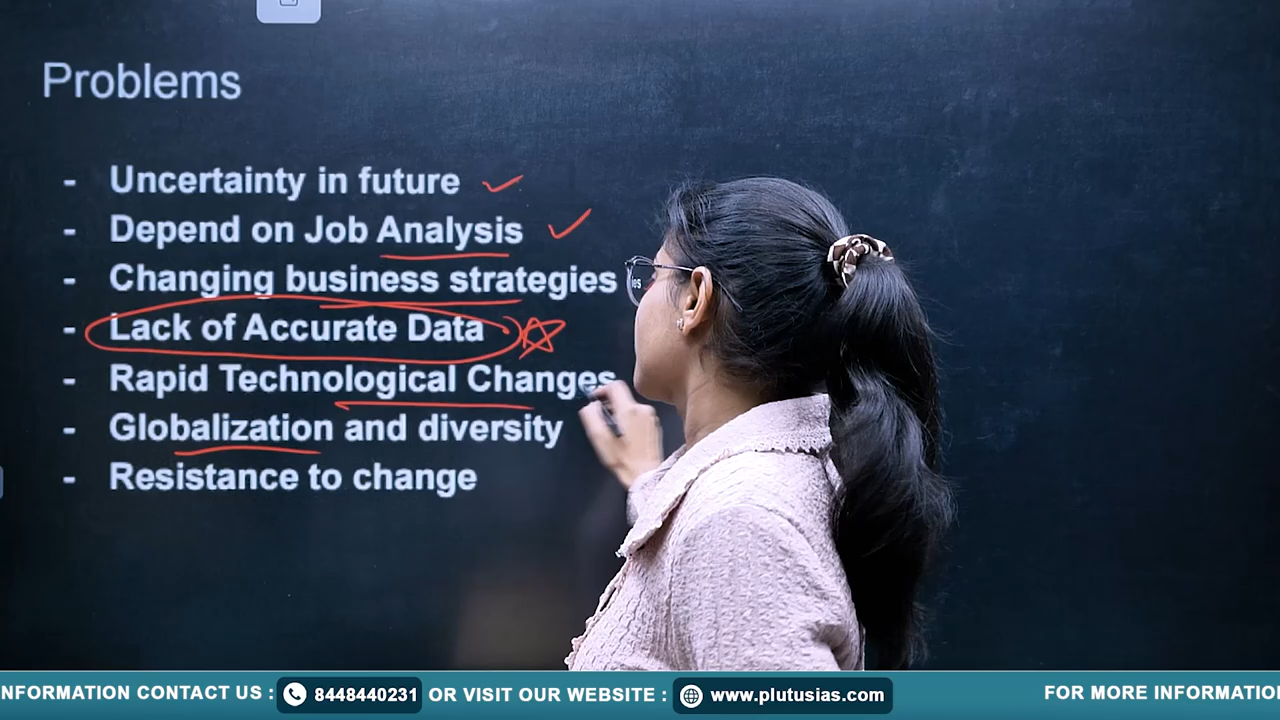 Problems
- Uncertainty in future
- Depend on Job Analysis
- Changing business strategies
- Lack of Accurate Data
- Rapid Technological Changes
- Globalization and diversity
- Resistance to change
NFORMATION CONTACT US : 8448440231 OR VISIT OUR WEBSITE : www.plutusias.com FOR MORE INFORMATIO